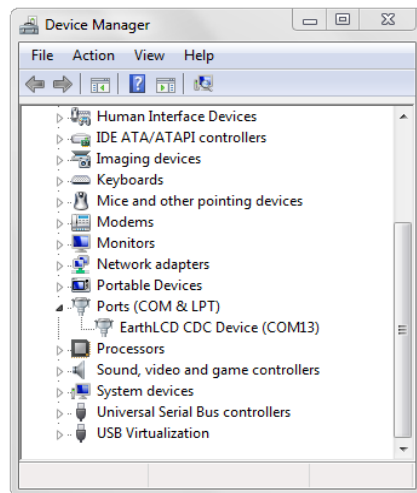 Device Manager
File Action View Help
Human Interface Devices
IDE ATA/ATAPI controllers
Imaging devices
Keyboards
Mice and other pointing devices
Modems
Monitors
Network adapters
Portable Devices
Ports (COM & LPT)
EarthLCD CDC Device (COM13)
Processors
Sound, video and game controllers
System devices
Universal Serial Bus controllers
USB Virtualization